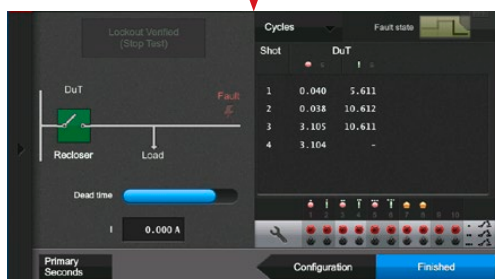 Lockout Verified
(Stop Test)
Cycles
Fault state
Shot DuT
1 0.040 5.611
2 0.038 10.612
3 3.105 10.611
4 3.104 -
DuT
Fault
Recloser
Load
Dead time
I 0.000 A
1 2 3 4 5 6 7 8 9 10
Primary
Seconds
Configuration
Finished